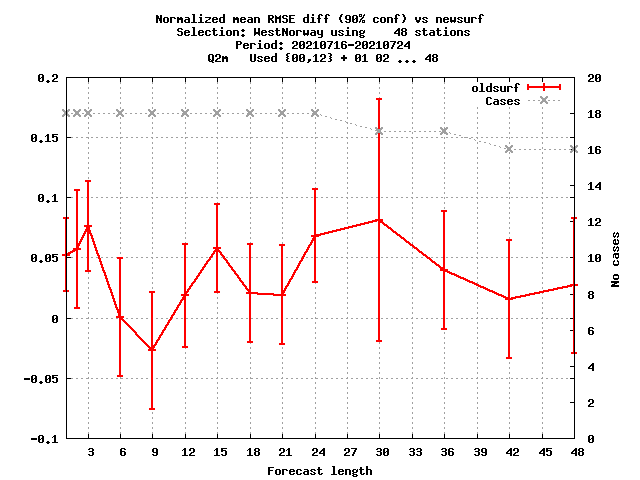 Normalized mean RMSE diff (90% conf) vs newsurf
Selection: WestNorway using    48 stations
Period: 20210716-20210724
Q2m   Used {00,12} + 01 02 ... 48
oldsurf
Cases
0.2
0.15
0.1
0.05
0
-0.05
-0.1
20
18
16
14
12
10
8
6
4
2
0
No cases
3 6 9 12 15 18 21 24 27 30 33 36 39 42 45 48
Forecast length